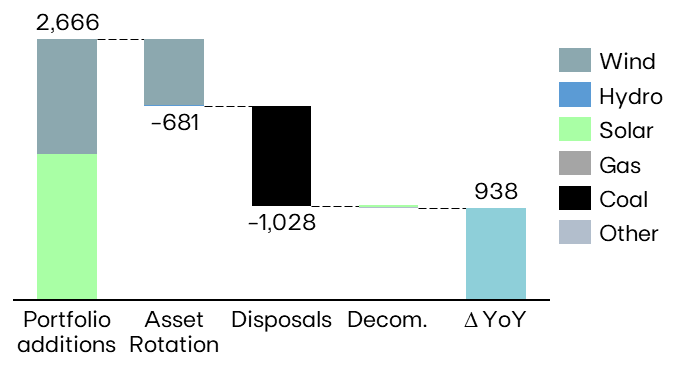 2,666
-681
-1,028
938
Portfolio
additions
Asset
Rotation
Disposals
Decom.
Δ YoY
Wind
Hydro
Solar
Gas
Coal
Other